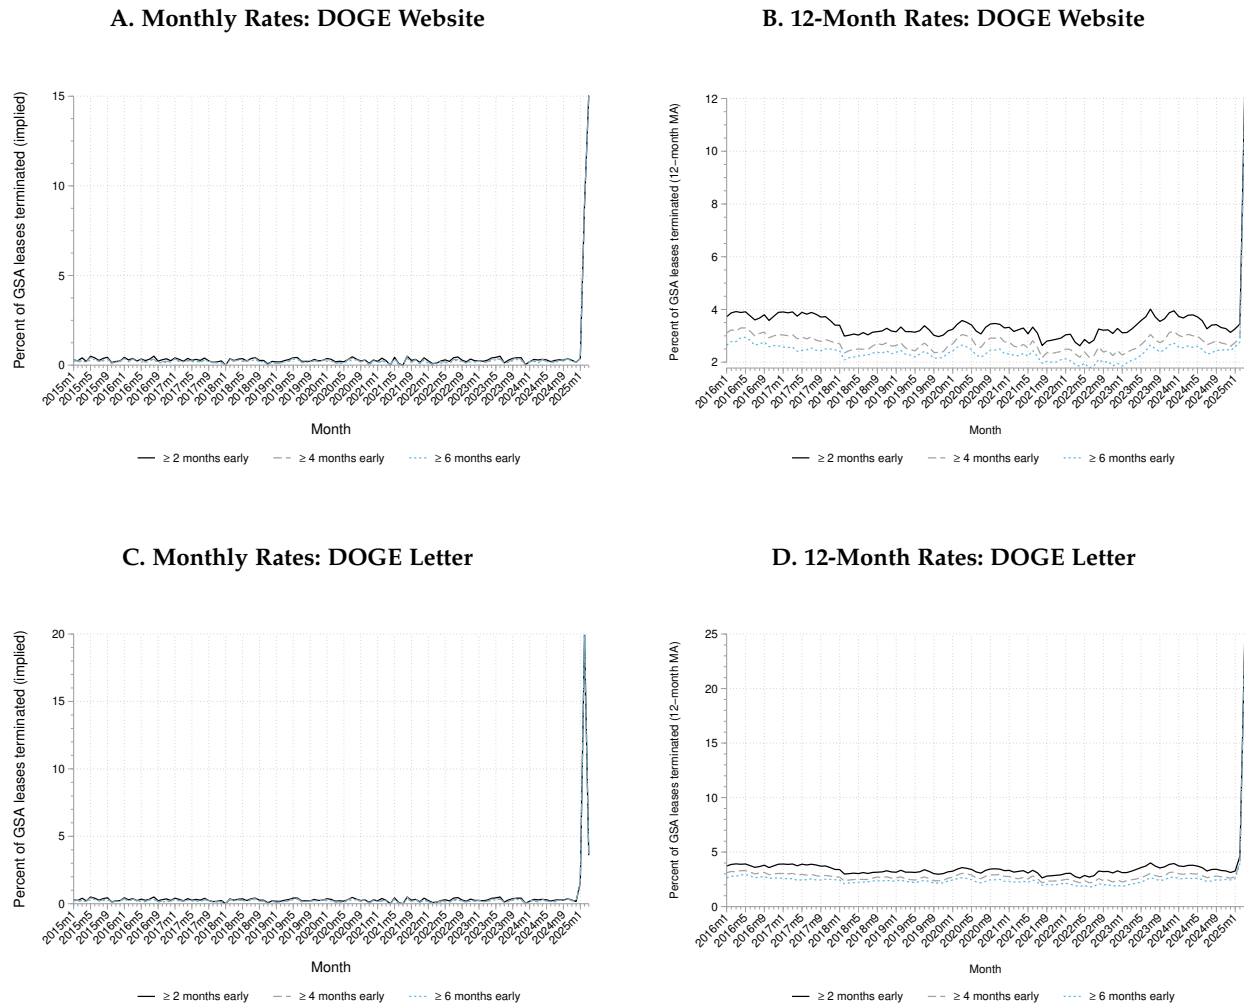 A. Monthly Rates: DOGE Website
Percent of GSA leases terminated (implied)
15
10
5
0
2015m1 2015m5 2015m9 2016m1 2016m5 2016m9 2017m1 2017m5 2017m9 2018m1 2018m5 2018m9 2019m1 2019m5 2019m9 2020m1 2020m5 2020m9 2021m1 2021m5 2021m9 2022m1 2022m5 2022m9 2023m1 2023m5 2023m9 2024m1 2024m5 2024m9 2025m1
Month
≥ 2 months early ≥ 4 months early ≥ 6 months early
B. 12-Month Rates: DOGE Website
Percent of GSA leases terminated (12−month MA)
12
10
8
6
4
2
2016m1 2016m5 2016m9 2017m1 2017m5 2017m9 2018m1 2018m5 2018m9 2019m1 2019m5 2019m9 2020m1 2020m5 2020m9 2021m1 2021m5 2021m9 2022m1 2022m5 2022m9 2023m1 2023m5 2023m9 2024m1 2024m5 2024m9 2025m1
Month
≥ 2 months early ≥ 4 months early ≥ 6 months early
C. Monthly Rates: DOGE Letter
Percent of GSA leases terminated (implied)
20
15
10
5
0
2015m1 2015m5 2015m9 2016m1 2016m5 2016m9 2017m1 2017m5 2017m9 2018m1 2018m5 2018m9 2019m1 2019m5 2019m9 2020m1 2020m5 2020m9 2021m1 2021m5 2021m9 2022m1 2022m5 2022m9 2023m1 2023m5 2023m9 2024m1 2024m5 2024m9 2025m1
Month
≥ 2 months early ≥ 4 months early ≥ 6 months early
D. 12-Month Rates: DOGE Letter
Percent of GSA leases terminated (12−month MA)
25
20
15
10
5
0
2016m1 2016m5 2016m9 2017m1 2017m5 2017m9 2018m1 2018m5 2018m9 2019m1 2019m5 2019m9 2020m1 2020m5 2020m9 2021m1 2021m5 2021m9 2022m1 2022m5 2022m9 2023m1 2023m5 2023m9 2024m1 2024m5 2024m9 2025m1
Month
≥ 2 months early ≥ 4 months early ≥ 6 months early